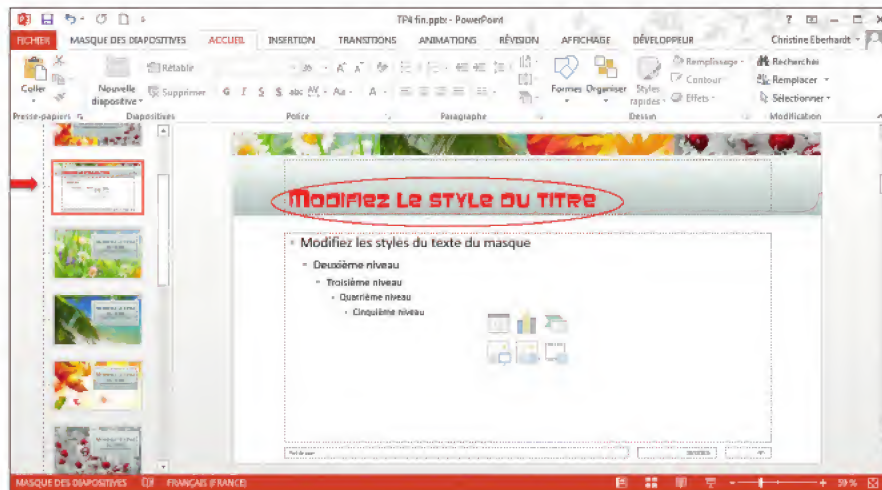 TP4 fin.pptx - PowerPoint
FICHIER MASQUE DES DIAPOSITIVES ACCUEIL INSERTION TRANSITIONS ANIMATIONS RÉVISION AFFICHAGE DÉVELOPPEUR Christine Eberhardt
Coller
Nouvelle diapositive
Rétablir
Supprimer
G I S S abc AV Aa A
Formes Organiser Styles rapides
Remplissage
Contour
Effets
Rechercher
Remplacer
Sélectionner
Presse-papiers Diapositives Police Paragraphe Dessin Modification
Modifiez le style du titre
Modifiez les styles du texte du masque
Deuxième niveau
Troisième niveau
Quatrième niveau
Cinquième niveau
MASQUE DES DIAPOSITIVES FRANÇAIS (FRANCE) 59 %